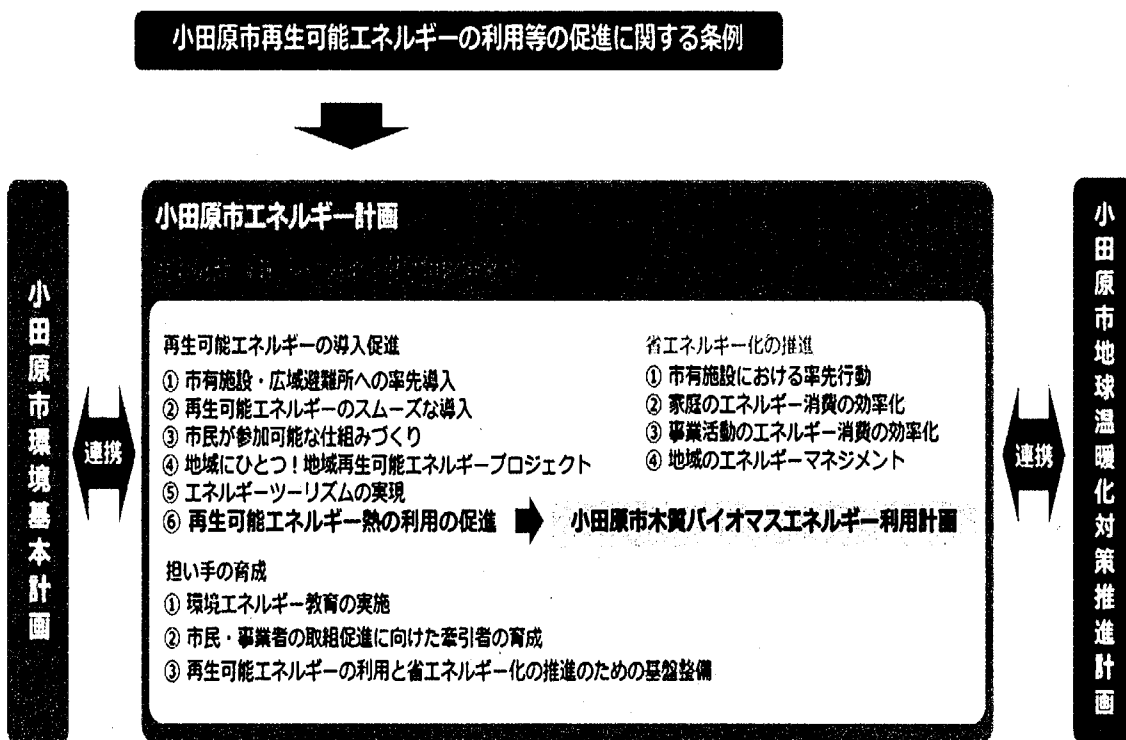 小田原市再生可能エネルギーの利用等の促進に関する条例
小田原市環境基本計画
連携
小田原市エネルギー計画
再生可能エネルギーの導入促進
① 市有施設・広域避難所への率先導入
② 再生可能エネルギーのスムーズな導入
③ 市民が参加可能な仕組みづくり
④ 地域にひとつ！地域再生可能エネルギープロジェクト
⑤ エネルギーツーリズムの実現
⑥ 再生可能エネルギー熱の利用の促進
小田原市木質バイオマスエネルギー利用計画
省エネルギー化の推進
① 市有施設における率先行動
② 家庭のエネルギー消費の効率化
③ 事業活動のエネルギー消費の効率化
④ 地域のエネルギーマネジメント
担い手の育成
① 環境エネルギー教育の実施
② 市民・事業者の取組促進に向けた牽引者の育成
③ 再生可能エネルギーの利用と省エネルギー化の推進のための基盤整備
連携
小田原市地球温暖化対策推進計画